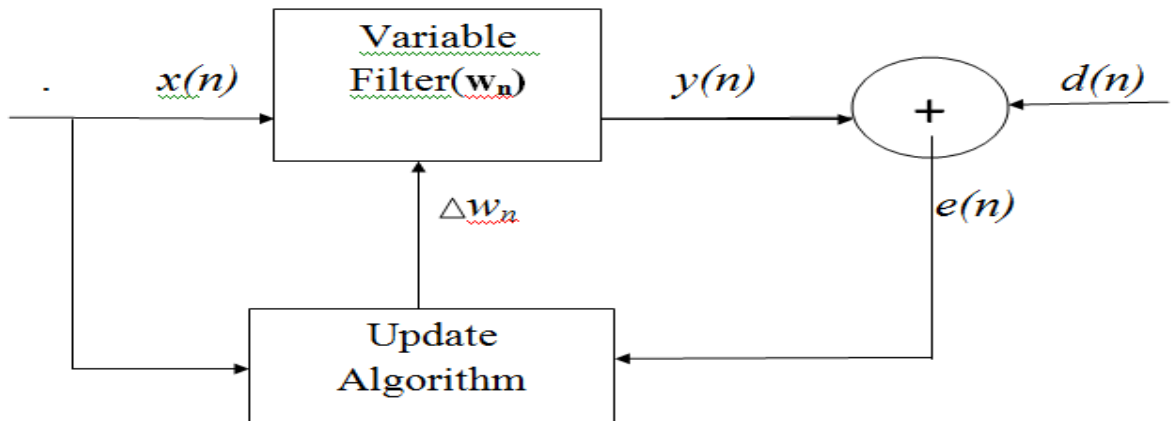 Variable
Filter(wₙ)
x(n)
y(n)
d(n)
+
△wₙ
e(n)
Update
Algorithm